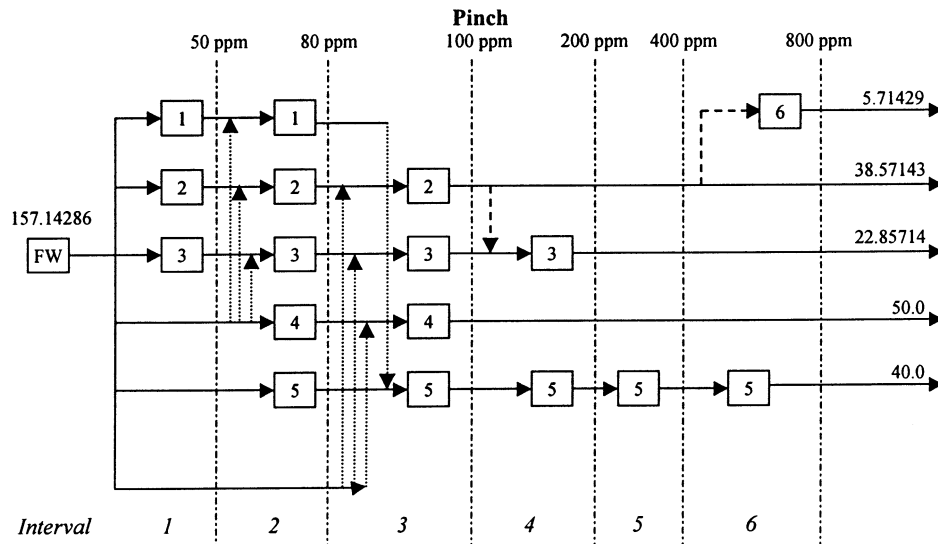 Pinch
50 ppm 80 ppm 100 ppm 200 ppm 400 ppm 800 ppm
1 1 6 5.71429
2 2 2 38.57143
157.14286
FW 3 3 3 3 22.85714
4 4 50.0
5 5 5 5 5 40.0
Interval 1 2 3 4 5 6